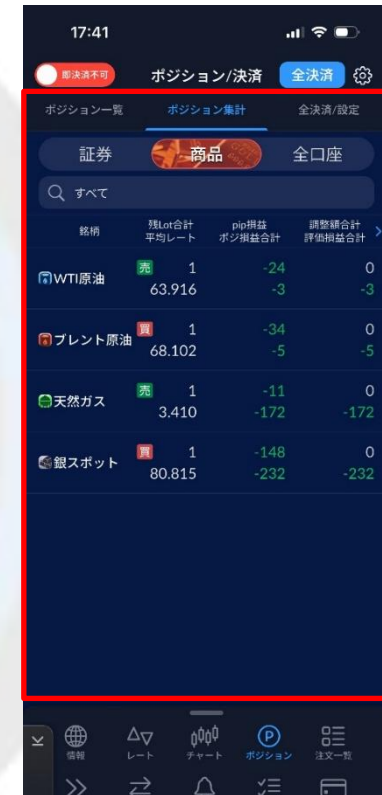 17:41
即決済不可 ポジション/決済 全決済
ポジション一覧 ポジション集計 全決済/設定
証券 商品 全口座
すべて
銘柄 残Lot合計 pip損益 調整額合計
平均レート ポジ損益合計 評価損益合計
WTI原油 売 1 -24 0
63.916 -3 -3
ブレント原油 買 1 -34 0
68.102 -5 -5
天然ガス 売 1 -11 0
3.410 -172 -172
銀スポット 買 1 -148 0
80.815 -232 -232
情報 レート チャート ポジション 注文一覧